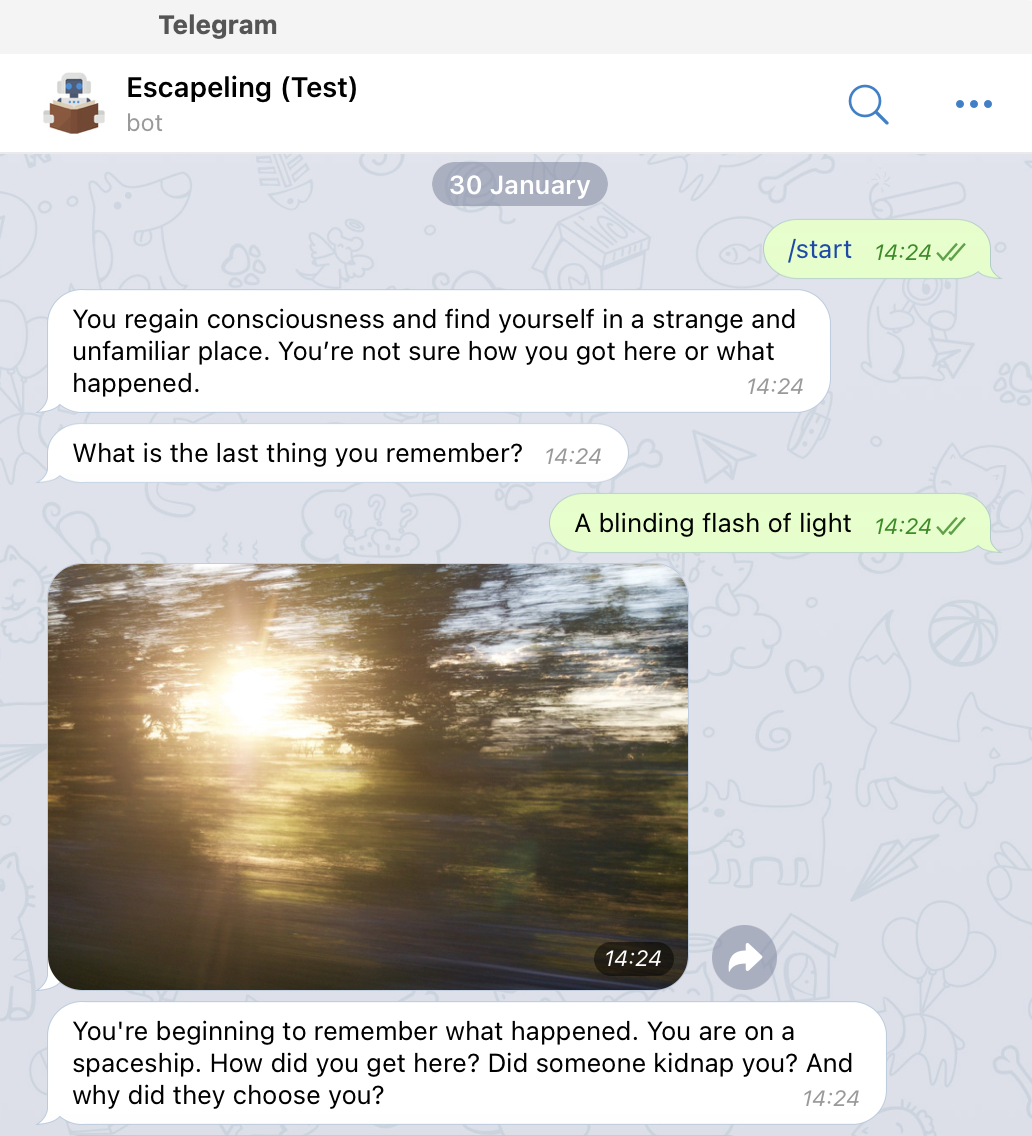 Telegram
Escapeling (Test)
bot
30 January
/start 14:24
You regain consciousness and find yourself in a strange and
unfamiliar place. You’re not sure how you got here or what
happened. 14:24
What is the last thing you remember? 14:24
A blinding flash of light 14:24
14:24
You're beginning to remember what happened. You are on a
spaceship. How did you get here? Did someone kidnap you? And
why did they choose you? 14:24